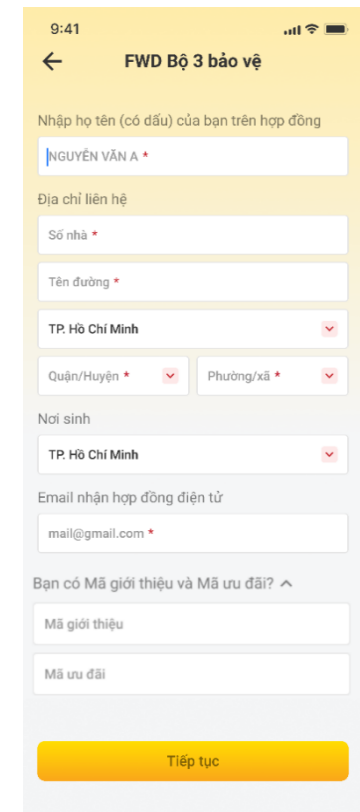 9:41
FWD Bộ 3 bảo vệ
Nhập họ tên (có dấu) của bạn trên hợp đồng
NGUYỄN VĂN A *
Địa chỉ liên hệ
Số nhà *
Tên đường *
TP. Hồ Chí Minh
Quận/Huyện * Phường/xã *
Nơi sinh
TP. Hồ Chí Minh
Email nhận hợp đồng điện tử
mail@gmail.com *
Bạn có Mã giới thiệu và Mã ưu đãi?
Mã giới thiệu
Mã ưu đãi
Tiếp tục